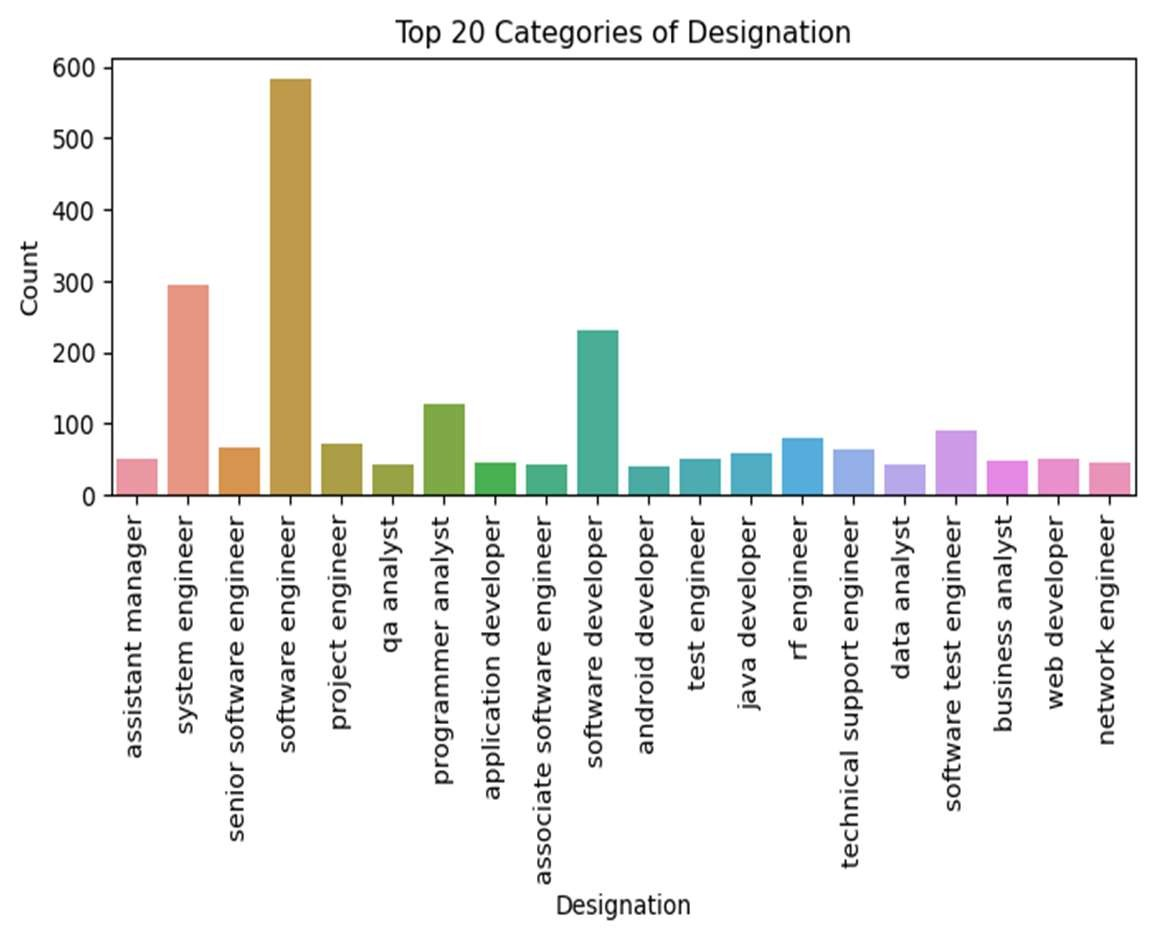 Top 20 Categories of Designation
600
500
400
300
200
100
0
Count
assistant manager
system engineer
senior software engineer
software engineer
project engineer
qa analyst
programmer analyst
application developer
associate software engineer
software developer
android developer
test engineer
java developer
rf engineer
technical support engineer
data analyst
software test engineer
business analyst
web developer
network engineer
Designation